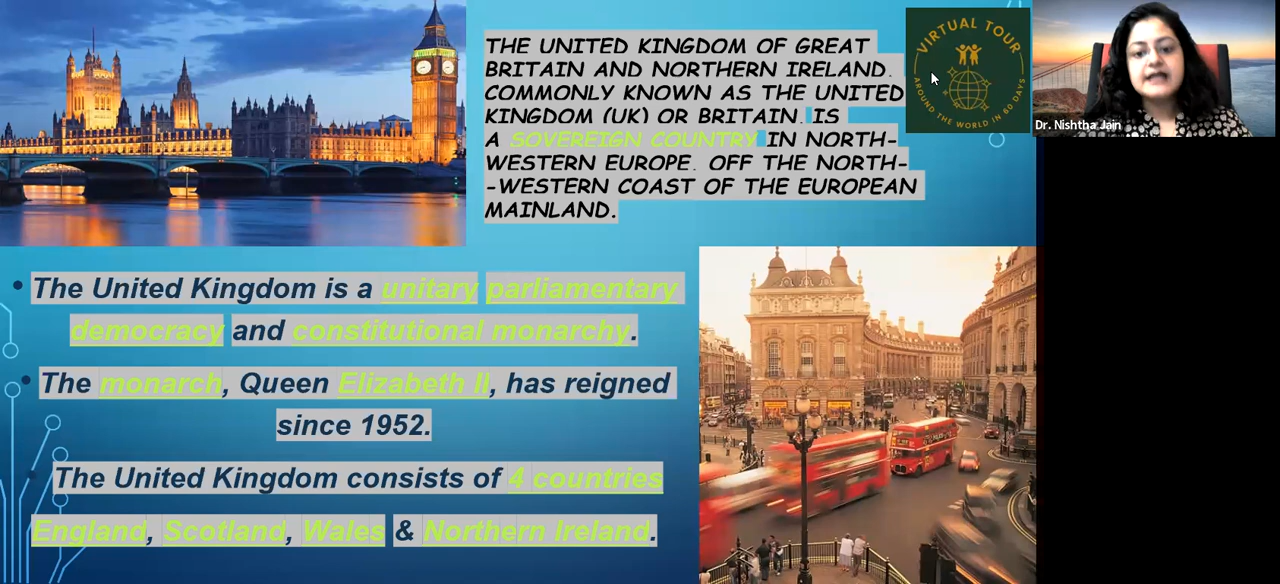 THE UNITED KINGDOM OF GREAT
BRITAIN AND NORTHERN IRELAND.
COMMONLY KNOWN AS THE UNITED
KINGDOM (UK) OR BRITAIN. IS
A SOVEREIGN COUNTRY IN NORTH-
WESTERN EUROPE. OFF THE NORTH-
-WESTERN COAST OF THE EUROPEAN
MAINLAND.
VIRTUAL TOUR
AROUND THE WORLD IN 60 DAYS
Dr. Nishtha Jain
• The United Kingdom is a unitary parliamentary
democracy and constitutional monarchy.
• The monarch, Queen Elizabeth II, has reigned
since 1952.
• The United Kingdom consists of 4 countries
England, Scotland, Wales & Northern Ireland.